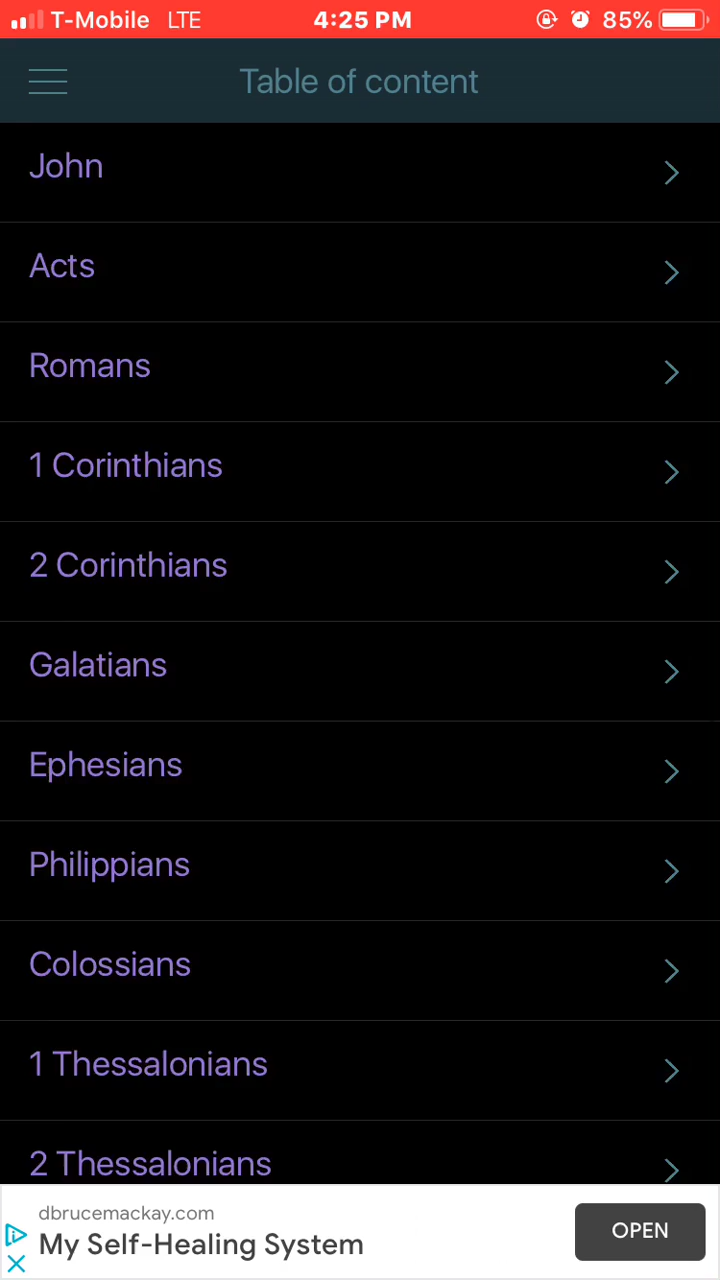 T-Mobile LTE 4:25 PM 85%
Table of content
John
Acts
Romans
1 Corinthians
2 Corinthians
Galatians
Ephesians
Philippians
Colossians
1 Thessalonians
2 Thessalonians
dbrucemackay.com
My Self-Healing System
OPEN